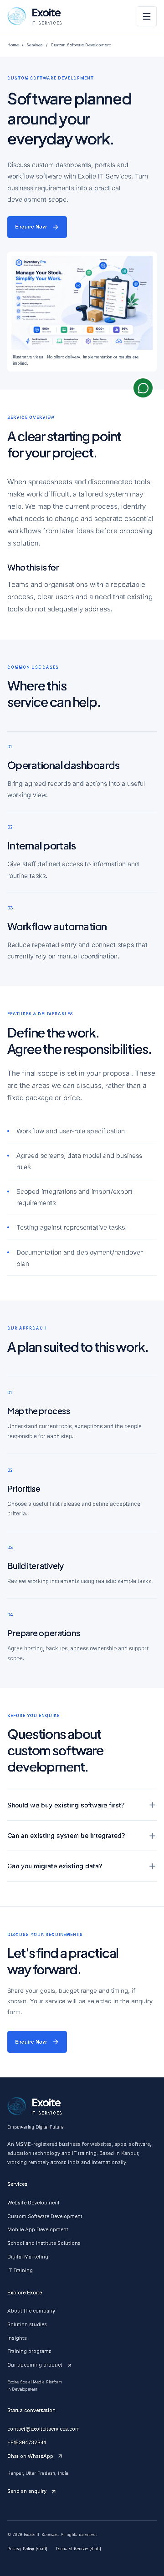 Exoite
IT SERVICES
Home / Services / Custom Software Development
CUSTOM SOFTWARE DEVELOPMENT
Software planned
around your
everyday work.
Discuss custom dashboards, portals and
workflow software with Exoite IT Services. Turn
business requirements into a practical
development scope.
Enquire Now
Inventory Pro
Manage Your Stock.
Simplify Your Work.
Illustrative visual. No client delivery, implementation or results are
implied.
SERVICE OVERVIEW
A clear starting point
for your project.
When spreadsheets and disconnected tools
make work difficult, a tailored system may
help. We map the current process, identify
what needs to change and separate essential
workflows from later ideas before proposing
a solution.
Who this is for
Teams and organisations with a repeatable
process, clear users and a need that existing
tools do not adequately address.
COMMON USE CASES
Where this
service can help.
01
Operational dashboards
Bring agreed records and actions into a useful
working view.
02
Internal portals
Give staff defined access to information and
routine tasks.
03
Workflow automation
Reduce repeated entry and connect steps that
currently rely on manual coordination.
FEATURES & DELIVERABLES
Define the work.
Agree the responsibilities.
The final scope is set in your proposal. These
are the areas we can discuss, rather than a
fixed package or price.
Workflow and user-role specification
Agreed screens, data model and business
rules
Scoped integrations and import/export
requirements
Testing against representative tasks
Documentation and deployment/handover
plan
OUR APPROACH
A plan suited to this work.
01
Map the process
Understand current tools, exceptions and the people
responsible for each step.
02
Prioritise
Choose a useful first release and define acceptance
criteria.
03
Build iteratively
Review working increments using realistic sample tasks.
04
Prepare operations
Agree hosting, backups, access ownership and support
scope.
BEFORE YOU ENQUIRE
Questions about
custom software
development.
Should we buy existing software first?
Can an existing system be integrated?
Can you migrate existing data?
DISCUSS YOUR REQUIREMENTS
Let's find a practical
way forward.
Share your goals, budget range and timing, if
known. Your service will be selected in the enquiry
form.
Enquire Now
Exoite
IT SERVICES
Empowering Digital Future
An MSME-registered business for websites, apps, software,
education technology and IT training. Based in Kanpur,
working remotely across India and internationally.
Services
Website Development
Custom Software Development
Mobile App Development
School and Institute Solutions
Digital Marketing
IT Training
Explore Exoite
About the company
Solution studies
Insights
Training programs
Our upcoming product
Exoite Social Media Platform
In Development
Start a conversation
contact@exoiteitservices.com
Chat on WhatsApp
Kanpur, Uttar Pradesh, India
Send an enquiry
© 2026 Exoite IT Services. All rights reserved.
Privacy Policy (draft) Terms of Service (draft)